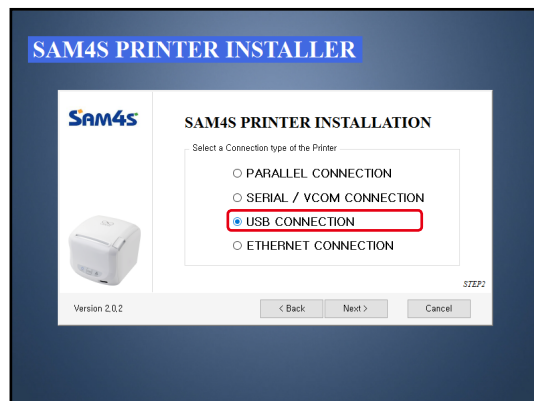 SAM4S PRINTER INSTALLER
SAM4S
SAM4S PRINTER INSTALLATION
Select a Connection type of the Printer
PARALLEL CONNECTION
SERIAL / VCOM CONNECTION
USB CONNECTION
ETHERNET CONNECTION
STEP2
Version 2,0,2
< Back
Next >
Cancel